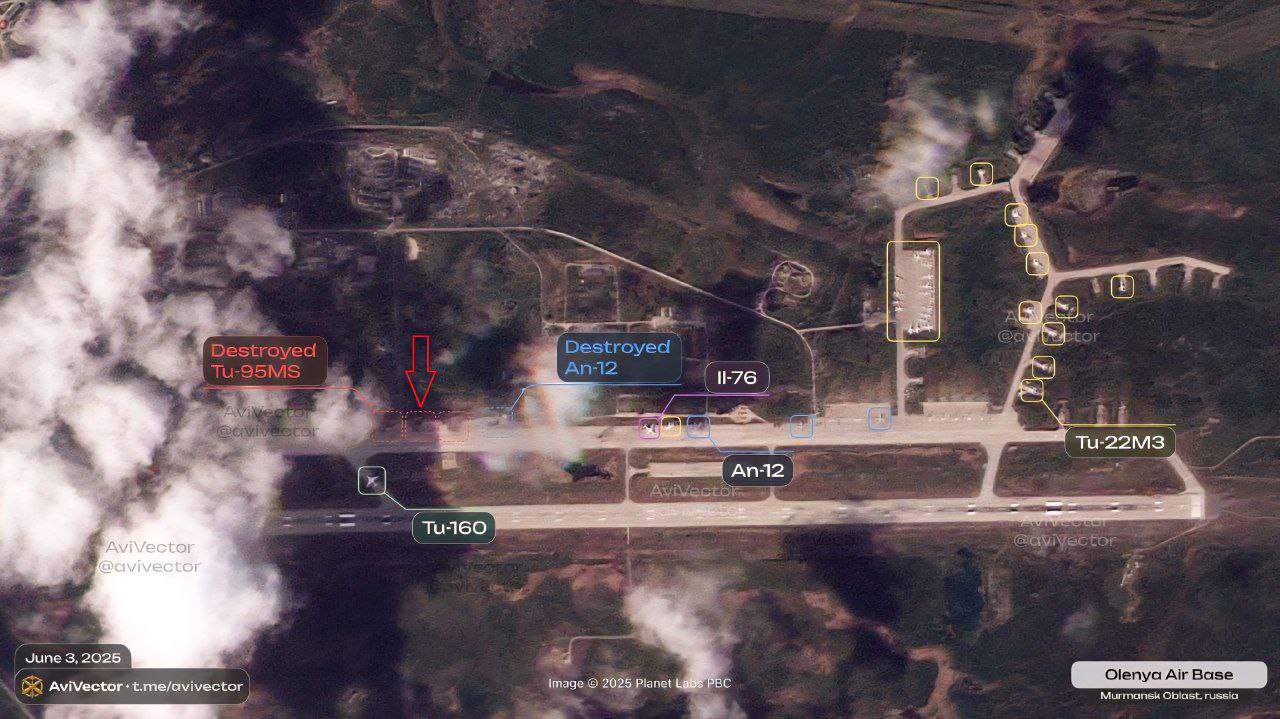 Destroyed
Tu-95MS
Destroyed
An-12
Il-76
AviVector
@avivector
AviVector
@avivector
Tu-22M3
An-12
AviVector
@avivector
Tu-160
AviVector
@avivector
AviVector
@avivector
June 3, 2025
AviVector • t.me/avivector
Image © 2025 Planet Labs PBC
Olenya Air Base
Murmansk Oblast, russia